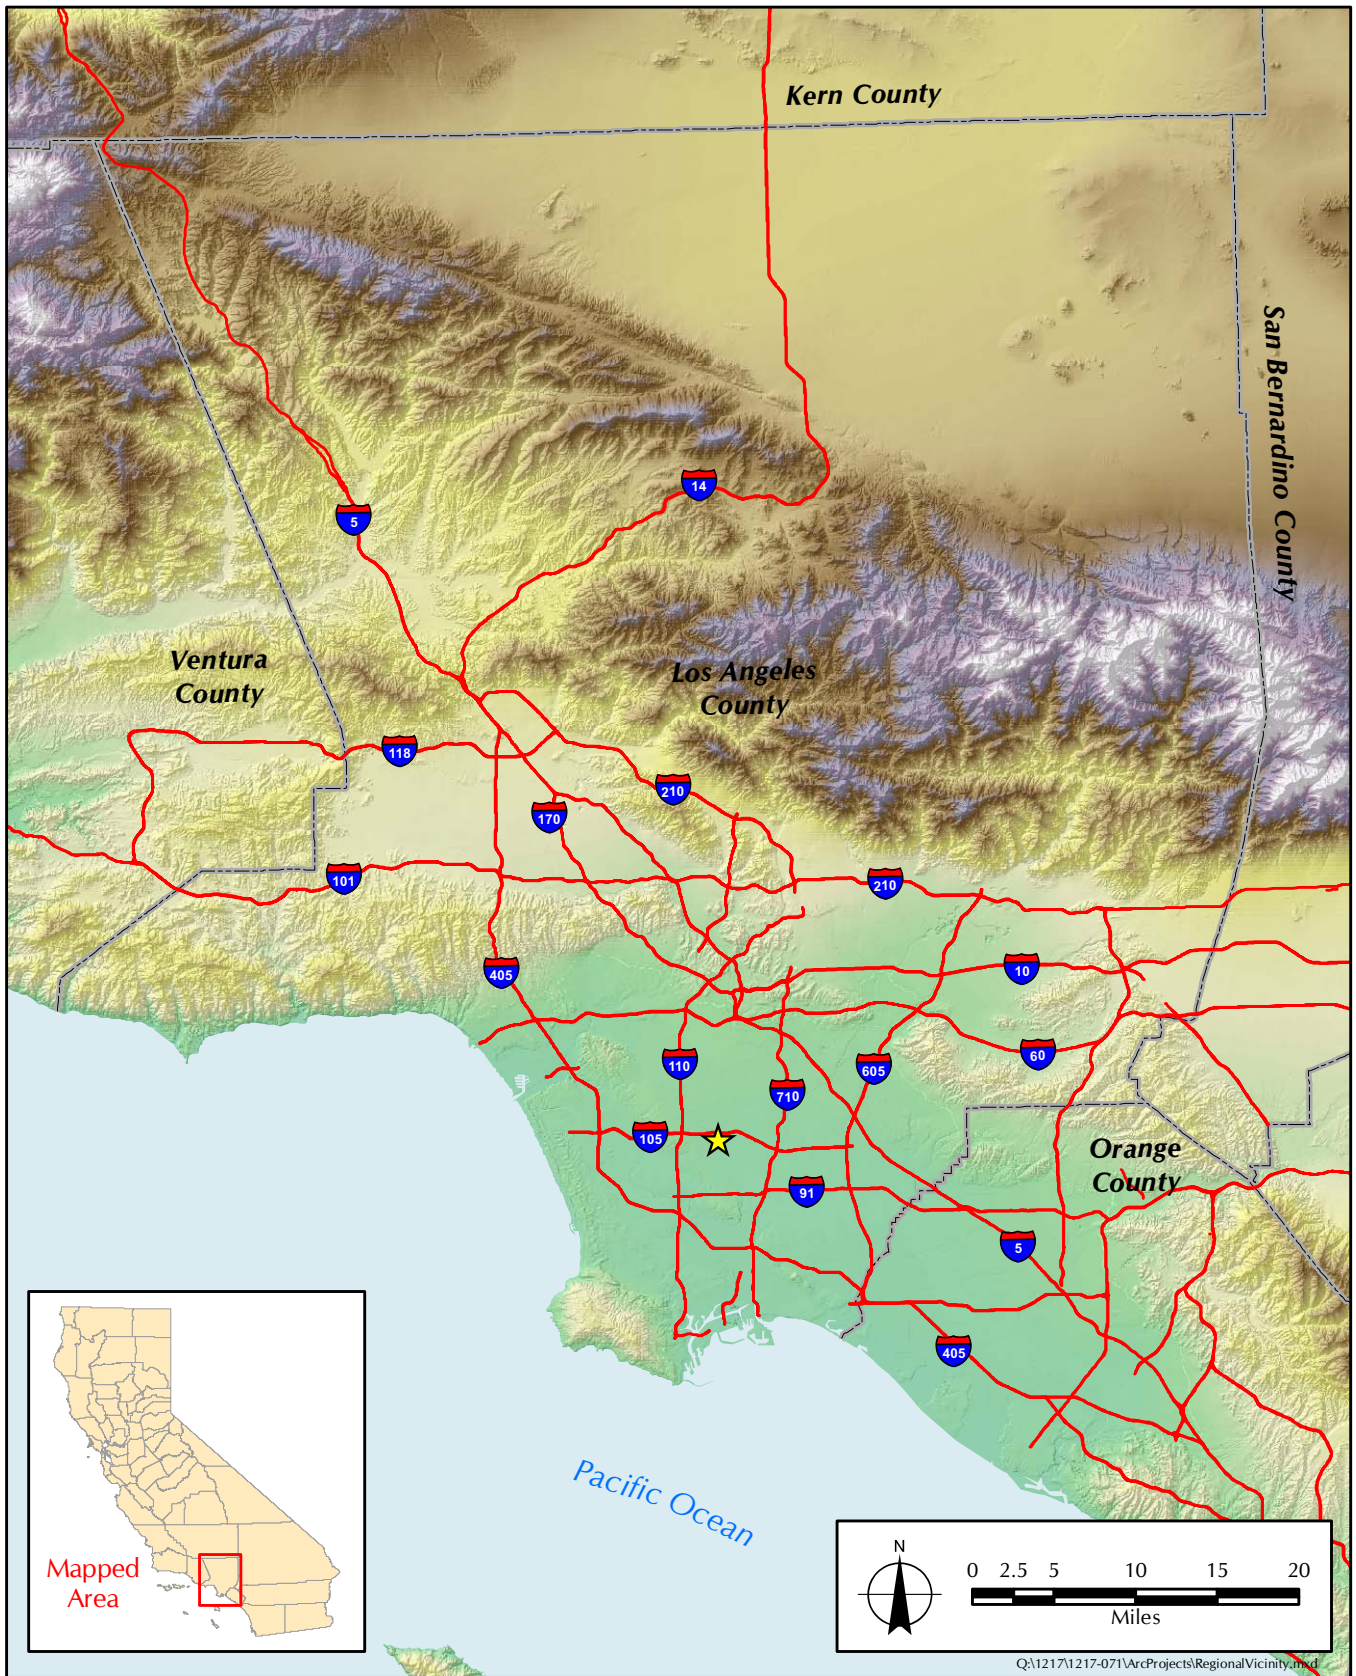 Kern County
San Bernardino County
14
5
Ventura
County
Los Angeles
County
118
210
170
101
210
405
10
60
110
605
710
105
Orange
County
91
5
405
Pacific Ocean
Mapped
Area
N
0 2.5 5 10 15 20
Miles
Q:\1217\1217-071\ArcProjects\RegionalVicinity.mxd